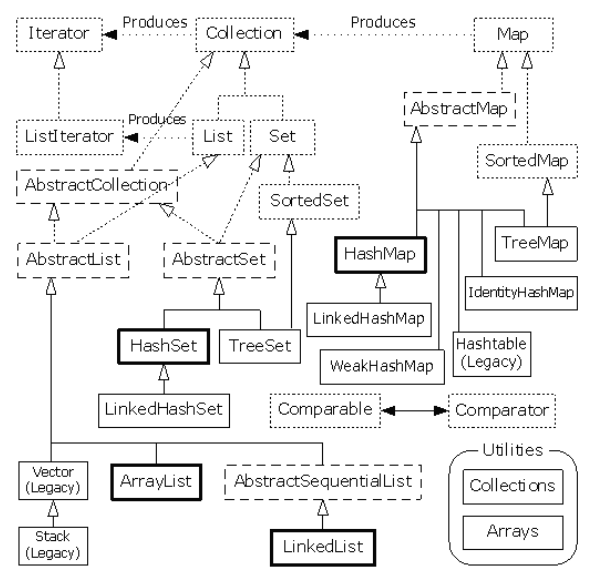 Iterator
Produces
Collection
Produces
Map
ListIterator
Produces
List
Set
AbstractMap
SortedMap
AbstractCollection
SortedSet
AbstractList
AbstractSet
HashMap
TreeMap
IdentityHashMap
LinkedHashMap
HashSet
TreeSet
WeakHashMap
Hashtable
(Legacy)
LinkedHashSet
Comparable
Comparator
Utilities
Vector
(Legacy)
ArrayList
AbstractSequentialList
Collections
Stack
(Legacy)
LinkedList
Arrays